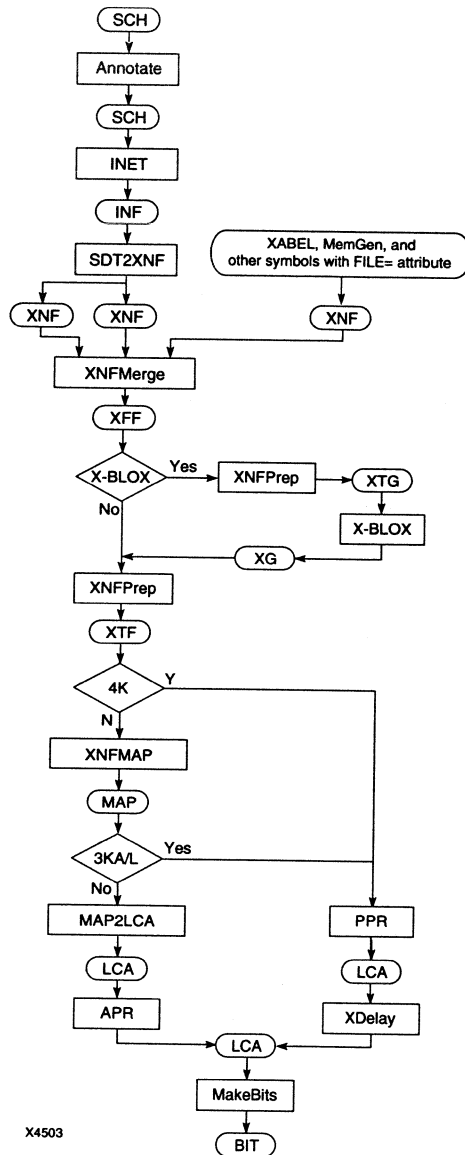 SCH
Annotate
SCH
INET
INF
SDT2XNF
XABEL, MemGen, and
other symbols with FILE= attribute
XNF
XNF
XNF
XNFMerge
XFF
X-BLOX
Yes
No
XNFPrep
XTG
X-BLOX
XG
XNFPrep
XTF
4K
Y
N
XNFMAP
MAP
3KA/L
Yes
No
MAP2LCA
PPR
LCA
LCA
APR
XDelay
LCA
MakeBits
BIT
X4503